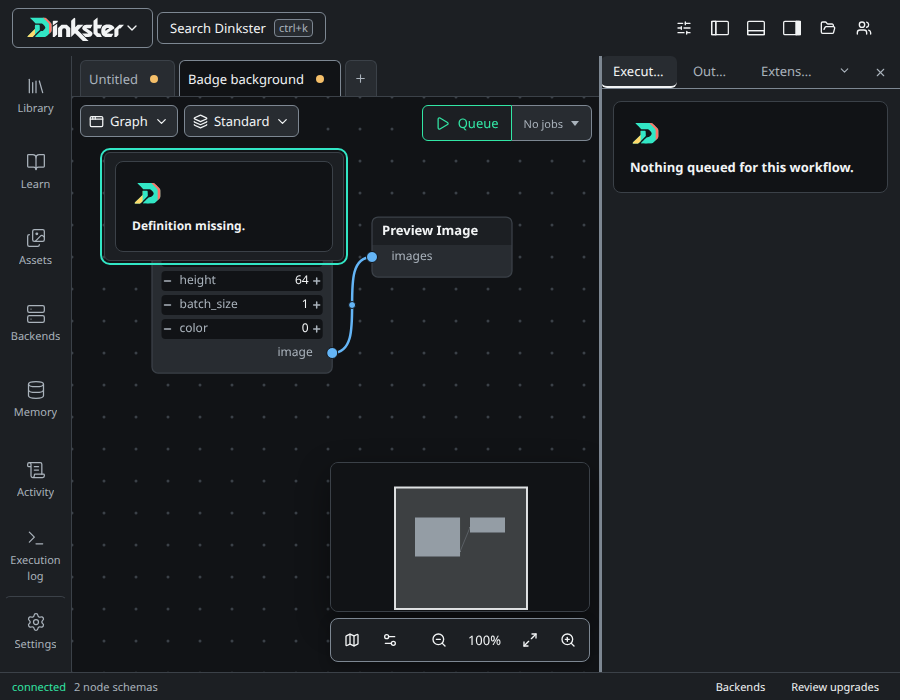 Dinkster
Search Dinkster ctrl+k
Untitled
Badge background
+
Execut...
Out...
Extens...
Library
Learn
Assets
Backends
Memory
Activity
Execution
log
Settings
Graph
Standard
Queue
No jobs
Nothing queued for this workflow.
Definition missing.
height 64
batch_size 1
color 0
image
Preview Image
images
100%
connected 2 node schemas
Backends
Review upgrades